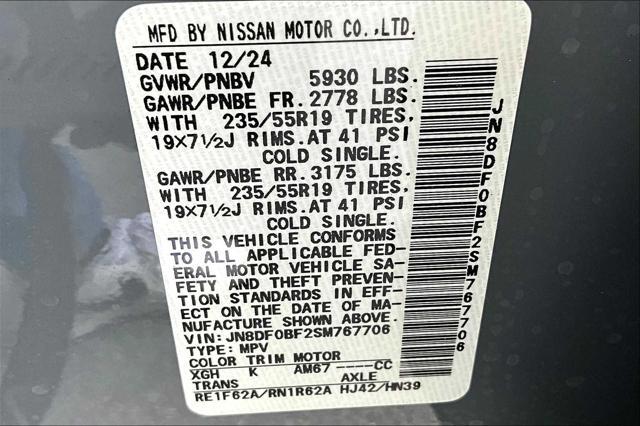 MFD BY NISSAN MOTOR CO.,LTD.
DATE 12/24
GVWR/PNBV 5930 LBS.
GAWR/PNBE FR. 2778 LBS.
WITH 235/55R19 TIRES.
19×7½J RIMS.AT 41 PSI
COLD SINGLE.
GAWR/PNBE RR. 3175 LBS.
WITH 235/55R19 TIRES.
19×7½J RIMS.AT 41 PSI
COLD SINGLE.
THIS VEHICLE CONFORMS
TO ALL APPLICABLE FED-
ERAL MOTOR VEHICLE SA-
FETY AND THEFT PREVEN-
TION STANDARDS IN EFF-
ECT ON THE DATE OF MA-
NUFACTURE SHOWN ABOVE.
VIN: JN8DF0BF2SM767706
TYPE: MPV
COLOR TRIM MOTOR
XGH K AM67 ----CC
TRANS AXLE
RE1F62A/RN1R62A HJ42/HN39
JN8DF0BF2SM767706